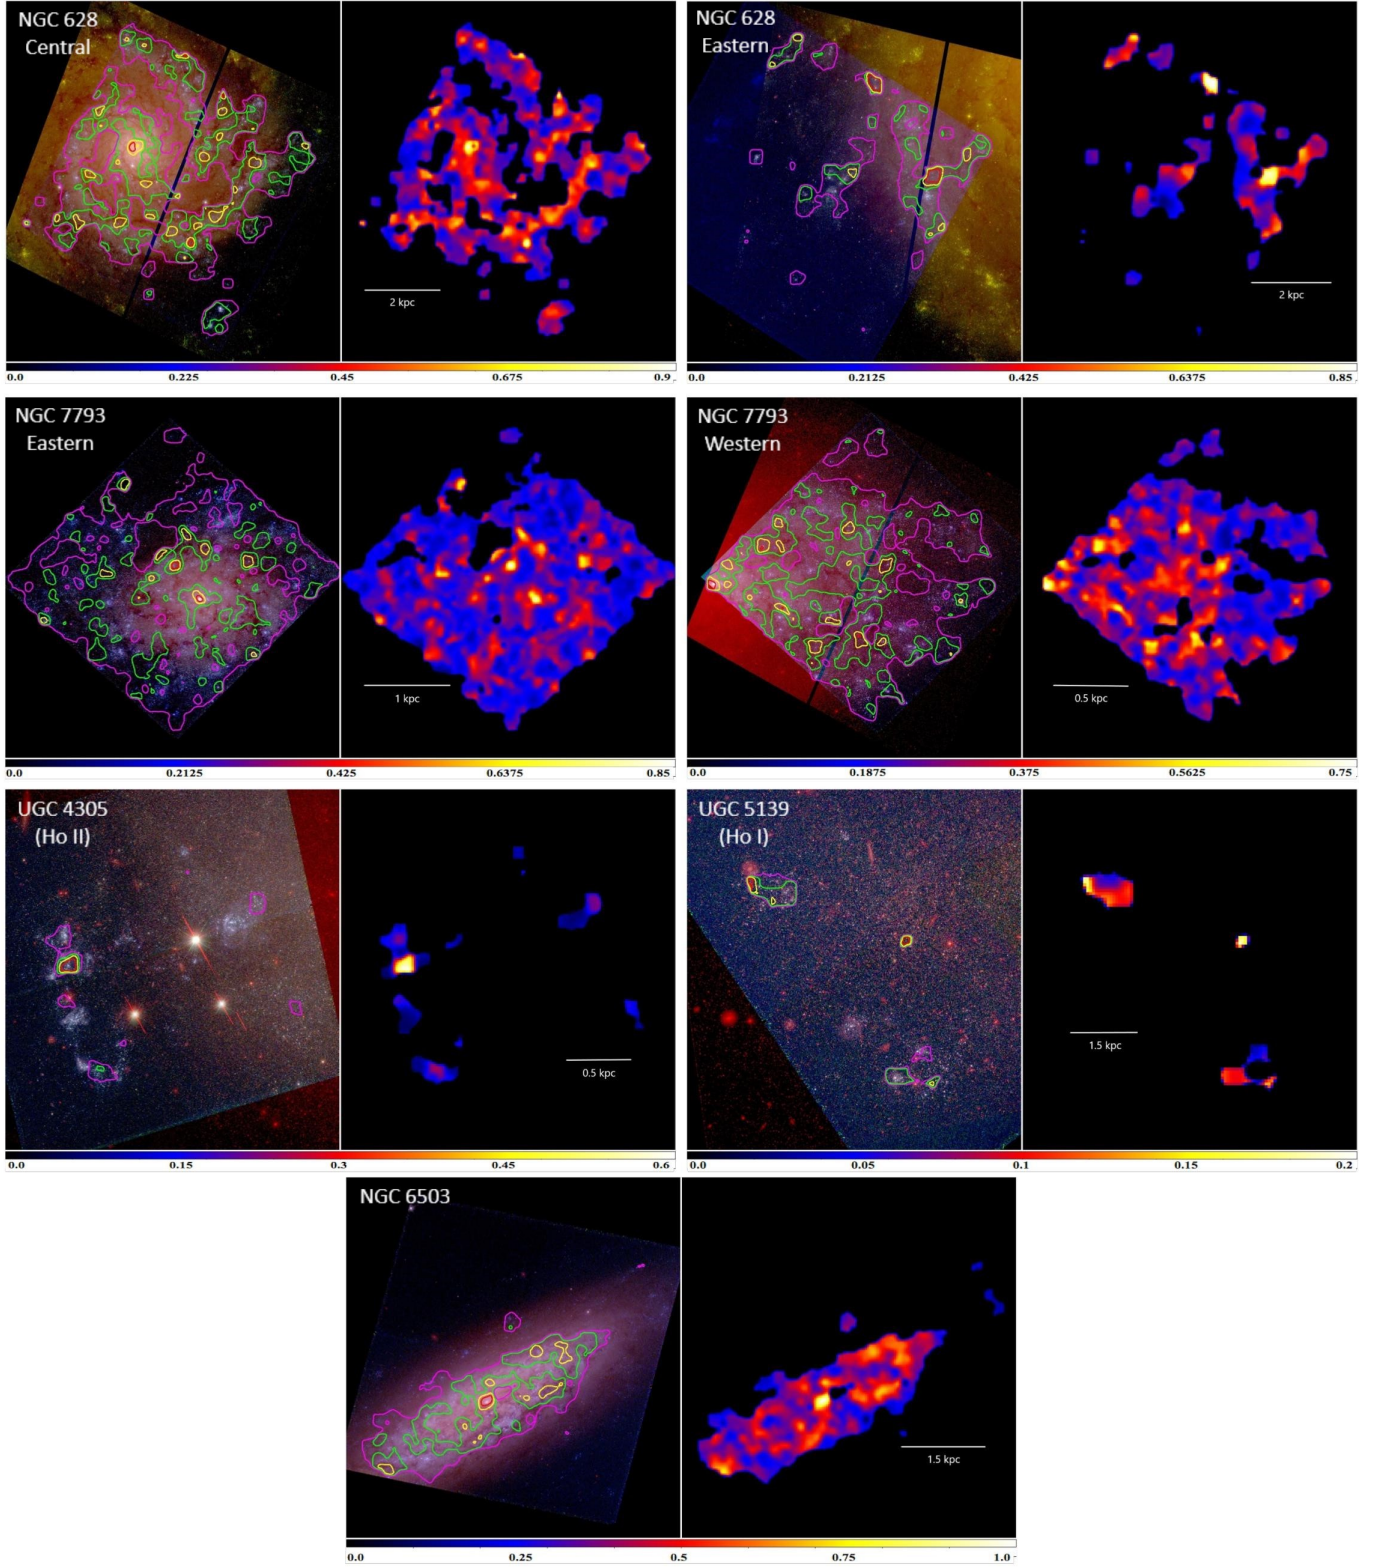 NGC 628
Central
2 kpc
0.0 0.225 0.45 0.675 0.9
NGC 628
Eastern
2 kpc
0.0 0.2125 0.425 0.6375 0.85
NGC 7793
Eastern
1 kpc
0.0 0.2125 0.425 0.6375 0.85
NGC 7793
Western
0.5 kpc
0.0 0.1875 0.375 0.5625 0.75
UGC 4305
(Ho II)
0.5 kpc
0.0 0.15 0.3 0.45 0.6
UGC 5139
(Ho I)
1.5 kpc
0.0 0.05 0.1 0.15 0.2
NGC 6503
1.5 kpc
0.0 0.25 0.5 0.75 1.0